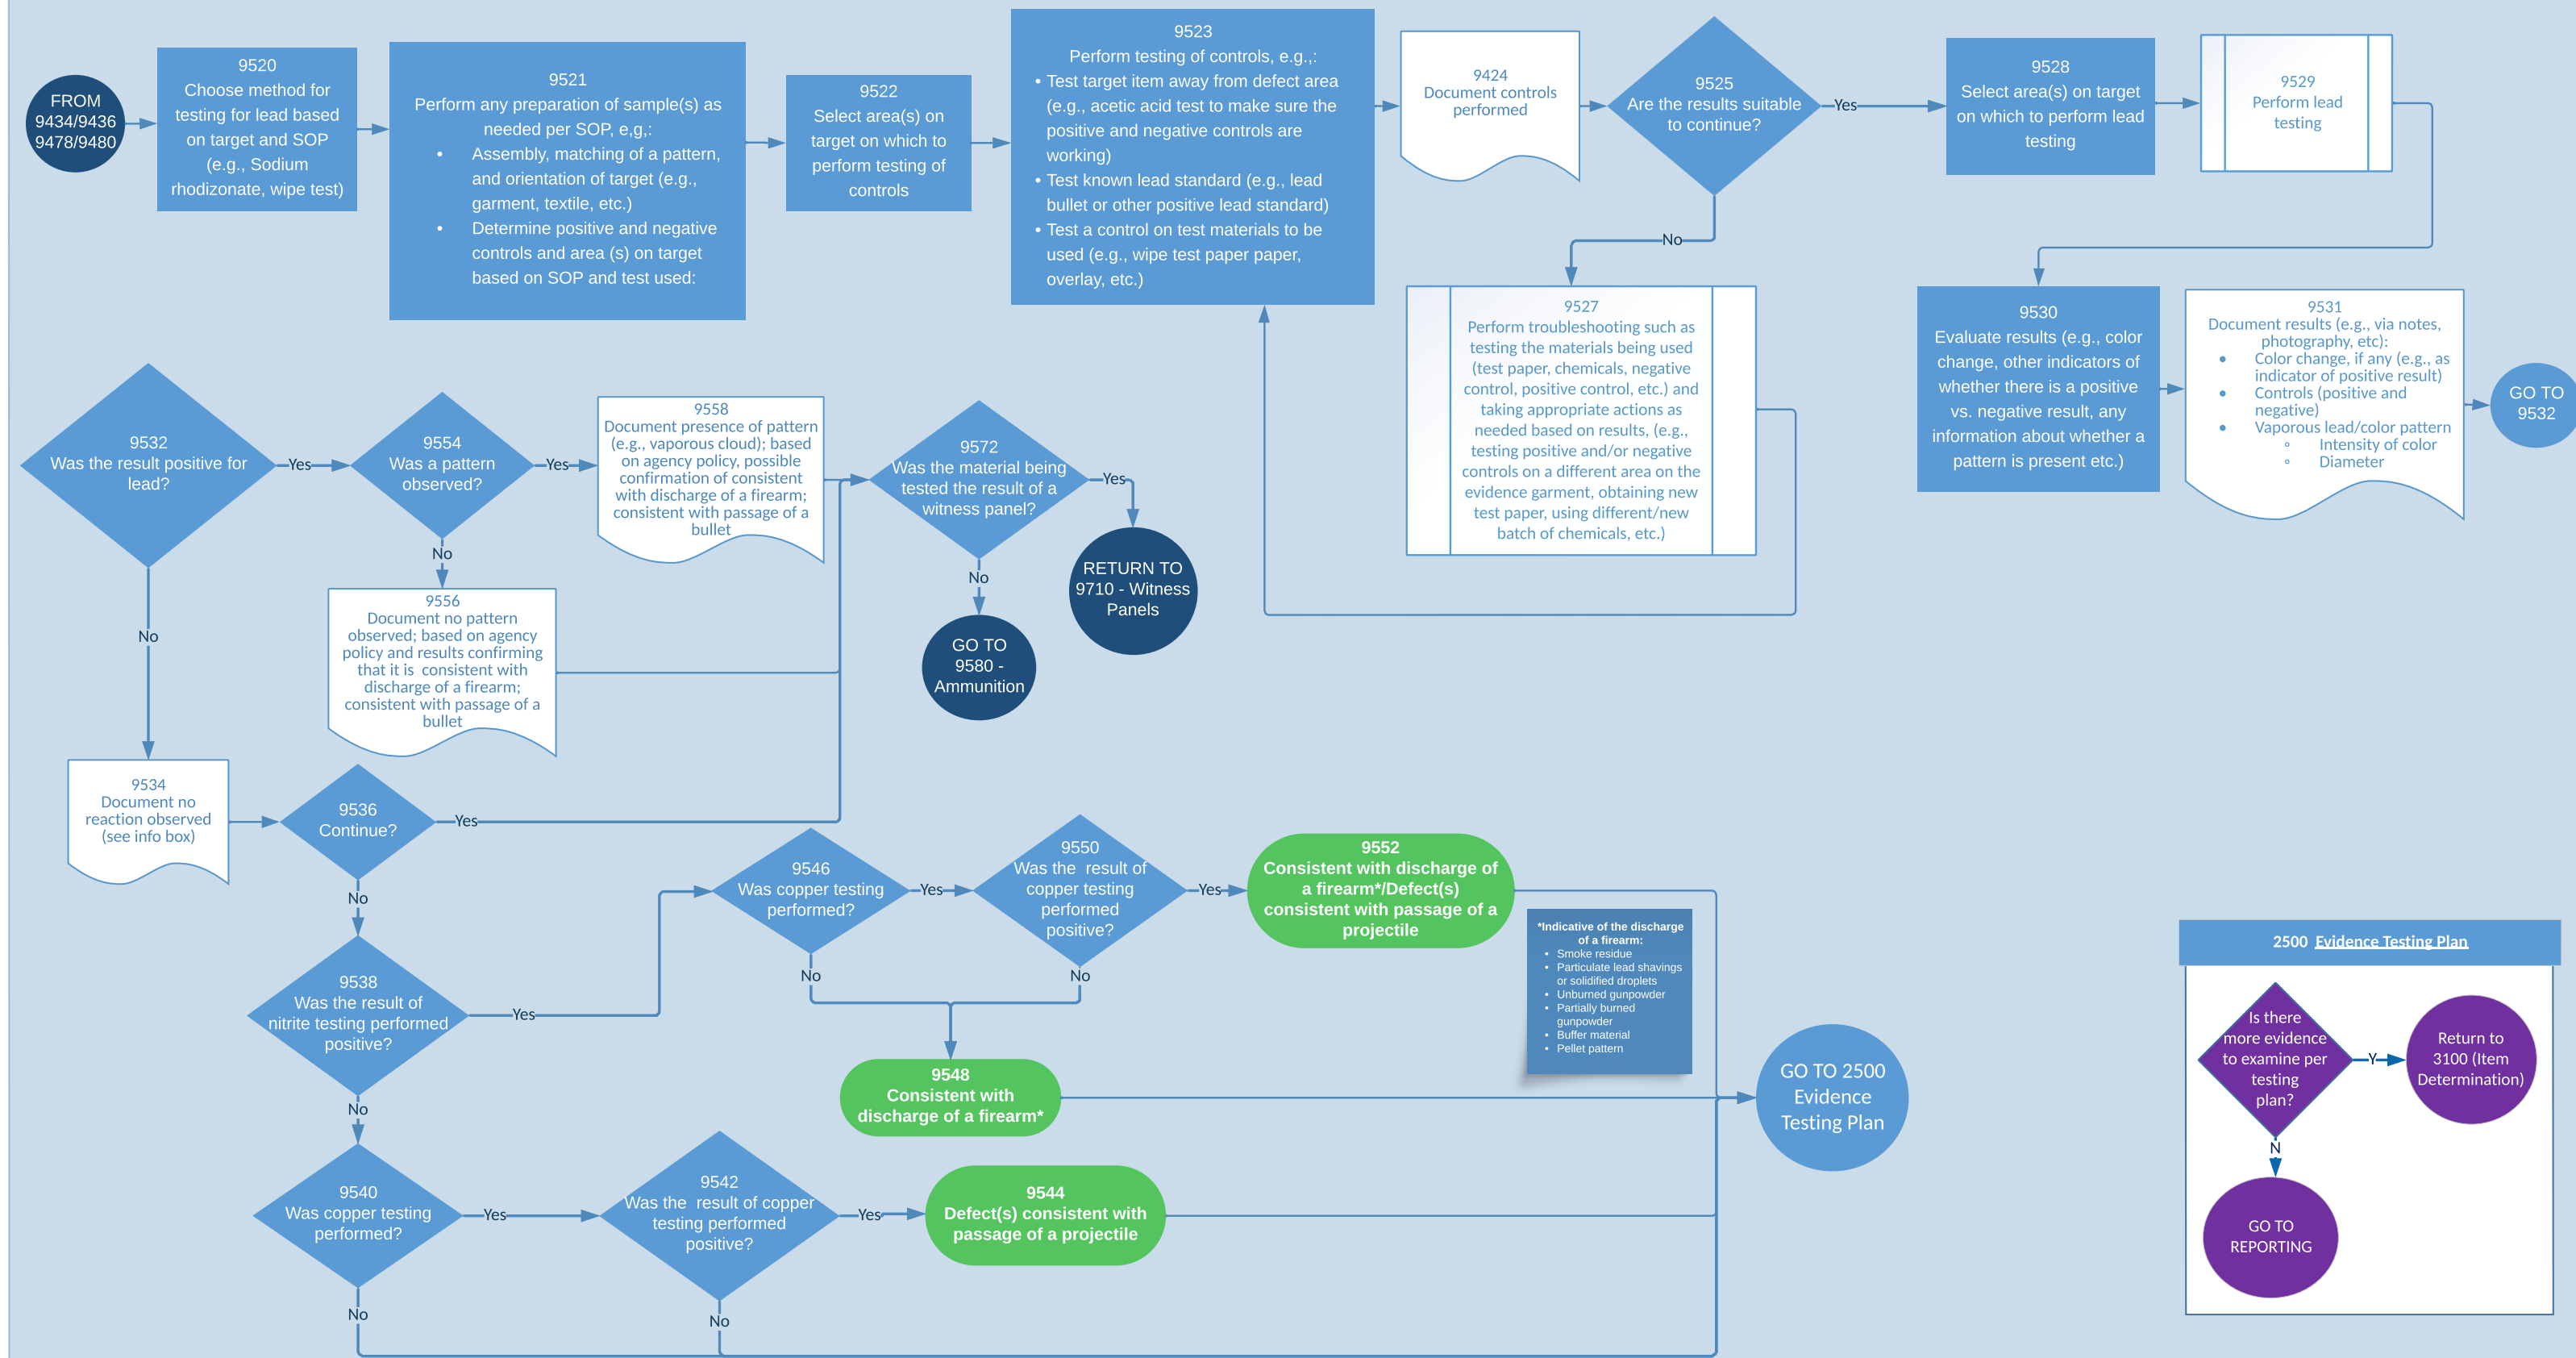 FROM
9434/9436
9478/9480
9520
Choose method for
testing for lead based
on target and SOP
(e.g., Sodium
rhodizonate, wipe test)
9521
Perform any preparation of sample(s) as
needed per SOP, e,g,:
• Assembly, matching of a pattern,
and orientation of target (e.g.,
garment, textile, etc.)
• Determine positive and negative
controls and area (s) on target
based on SOP and test used:
9522
Select area(s) on
target on which to
perform testing of
controls
9523
Perform testing of controls, e.g.,:
• Test target item away from defect area
(e.g., acetic acid test to make sure the
positive and negative controls are
working)
• Test known lead standard (e.g., lead
bullet or other positive lead standard)
• Test a control on test materials to be
used (e.g., wipe test paper paper,
overlay, etc.)
9424
Document controls
performed
9525
Are the results suitable
to continue?
Yes
No
9528
Select area(s) on target
on which to perform lead
testing
9529
Perform lead
testing
9527
Perform troubleshooting such as
testing the materials being used
(test paper, chemicals, negative
control, positive control, etc.) and
taking appropriate actions as
needed based on results, (e.g.,
testing positive and/or negative
controls on a different area on the
evidence garment, obtaining new
test paper, using different/new
batch of chemicals, etc.)
9530
Evaluate results (e.g., color
change, other indicators of
whether there is a positive
vs. negative result, any
information about whether a
pattern is present etc.)
9531
Document results (e.g., via notes,
photography, etc):
• Color change, if any (e.g., as
indicator of positive result)
• Controls (positive and
negative)
• Vaporous lead/color pattern
◦ Intensity of color
◦ Diameter
GO TO
9532
9532
Was the result positive for
lead?
Yes
No
9554
Was a pattern
observed?
Yes
No
9558
Document presence of pattern
(e.g., vaporous cloud); based
on agency policy, possible
confirmation of consistent
with discharge of a firearm;
consistent with passage of a
bullet
9572
Was the material being
tested the result of a
witness panel?
Yes
No
RETURN TO
9710 - Witness
Panels
GO TO
9580 -
Ammunition
9556
Document no pattern
observed; based on agency
policy and results confirming
that it is consistent with
discharge of a firearm;
consistent with passage of a
bullet
9534
Document no
reaction observed
(see info box)
9536
Continue?
Yes
No
9538
Was the result of
nitrite testing performed
positive?
Yes
No
9546
Was copper testing
performed?
Yes
No
9550
Was the result of
copper testing
performed
positive?
Yes
No
9552
Consistent with discharge of
a firearm*/Defect(s)
consistent with passage of a
projectile
*Indicative of the discharge
of a firearm:
• Smoke residue
• Particulate lead shavings
or solidified droplets
• Unburned gunpowder
• Partially burned
gunpowder
• Buffer material
• Pellet pattern
9548
Consistent with
discharge of a firearm*
GO TO 2500
Evidence
Testing Plan
9540
Was copper testing
performed?
Yes
No
9542
Was the result of copper
testing performed
positive?
Yes
No
9544
Defect(s) consistent with
passage of a projectile
2500 Evidence Testing Plan
Is there
more evidence
to examine per
testing
plan?
Y
N
Return to
3100 (Item
Determination)
GO TO
REPORTING